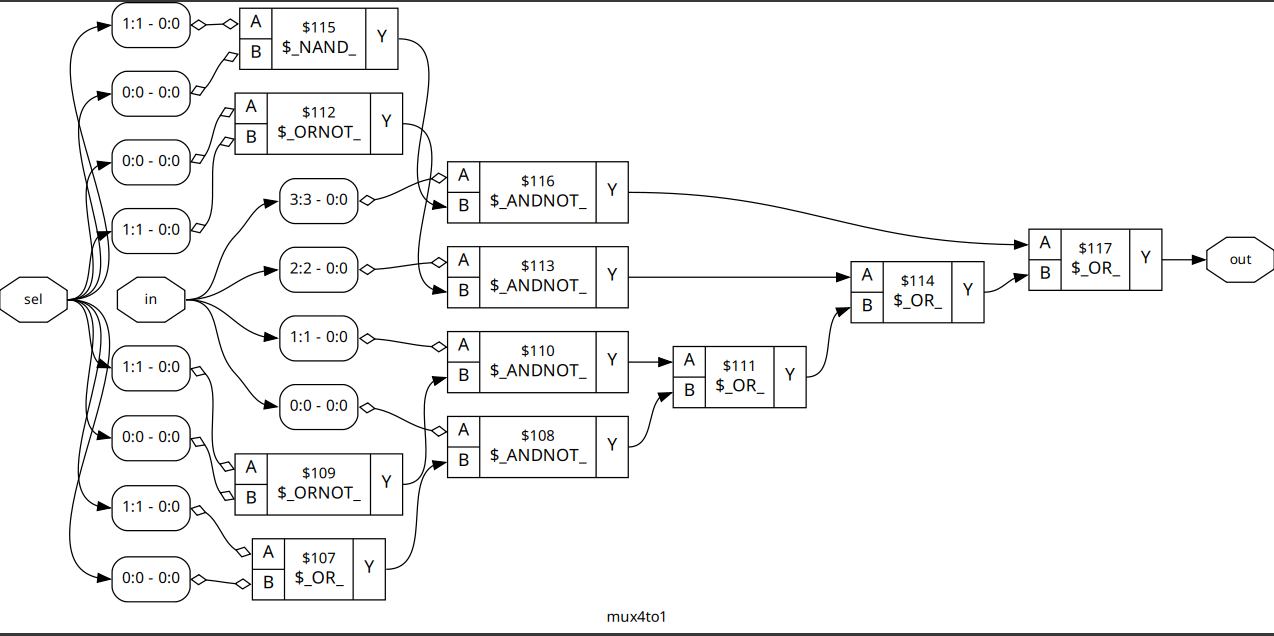 1:1 - 0:0
A
B
$115
$_NAND_
Y
0:0 - 0:0
0:0 - 0:0
A
B
$112
$_ORNOT_
Y
1:1 - 0:0
3:3 - 0:0
A
B
$116
$_ANDNOT_
Y
2:2 - 0:0
A
B
$113
$_ANDNOT_
Y
A
B
$117
$_OR_
Y
out
A
B
$114
$_OR_
Y
sel
in
1:1 - 0:0
A
B
$110
$_ANDNOT_
Y
A
B
$111
$_OR_
Y
1:1 - 0:0
0:0 - 0:0
A
B
$108
$_ANDNOT_
Y
0:0 - 0:0
A
B
$109
$_ORNOT_
Y
1:1 - 0:0
A
B
$107
$_OR_
Y
0:0 - 0:0
mux4to1